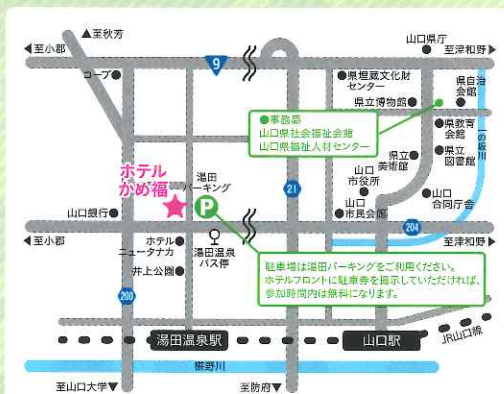 ▲至秋芳
◀至小郡
9
山口県庁
至津和野▶
コープ
県埋蔵文化財
センター
県自治
会館
県立博物館
●事務局
山口県社会福祉会館
山口県福祉人材センター
県教育
会館
県立
図書館
一の坂川
県立
美術館
ホテル
かめ福
湯田
パーキング
P
21
山口
市役所
山口
合同庁舎
山口銀行
山口
市民会館
204
◀至小郡
至津和野▶
ホテル
ニュータナカ
湯田温泉
バス停
井上公園
駐車場は湯田パーキングをご利用ください。
ホテルフロントに駐車券を掲示していただければ、
参加時間内は無料になります。
200
湯田温泉駅
山口駅
JR山口線
椹野川
至山口大学▼
至防府▼